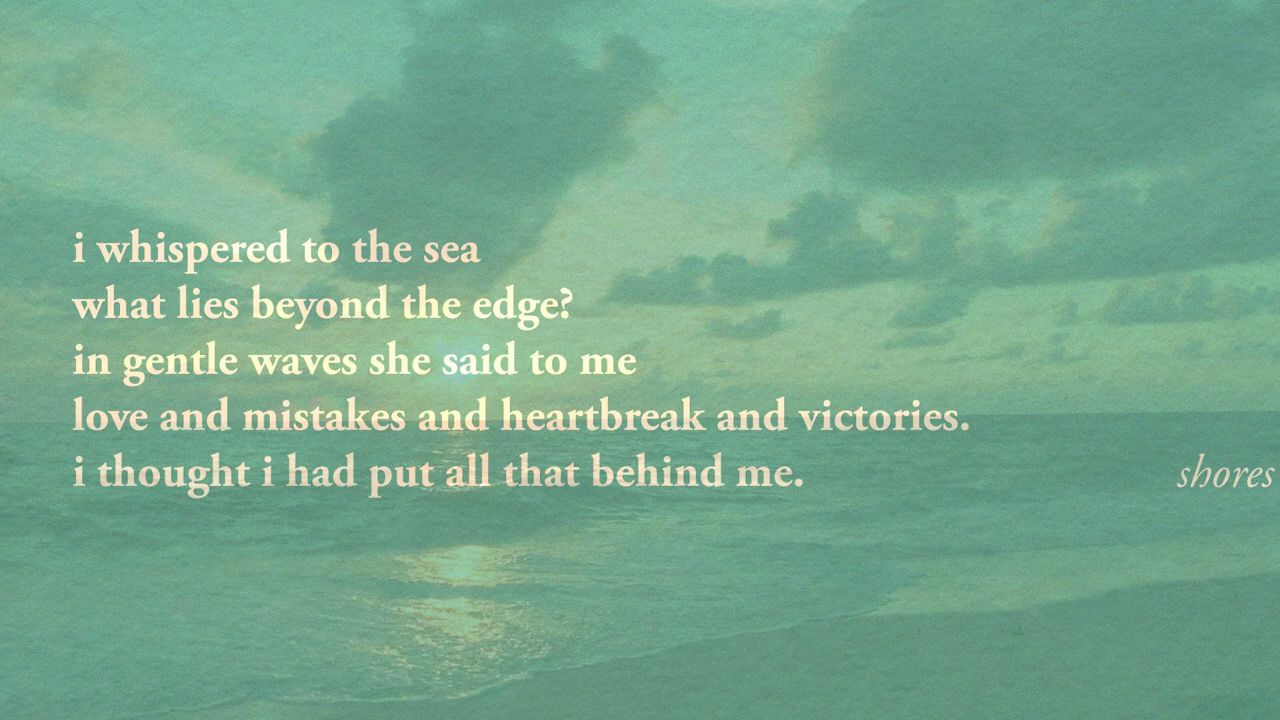 i whispered to the sea
what lies beyond the edge?
in gentle waves she said to me
love and mistakes and heartbreak and victories.
i thought i had put all that behind me.
shores